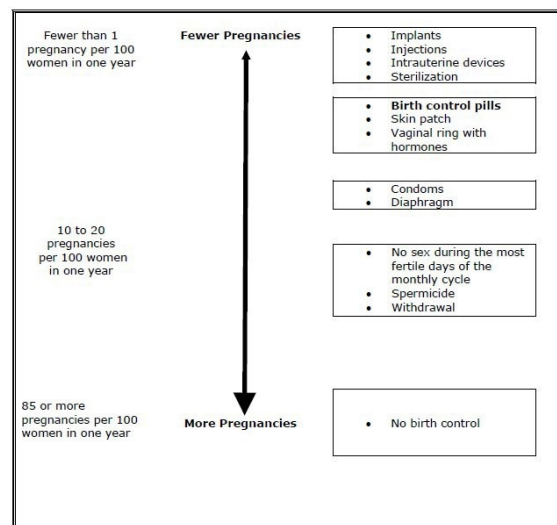 Fewer than 1
pregnancy per 100
women in one year
Fewer Pregnancies
• Implants
• Injections
• Intrauterine devices
• Sterilization
• Birth control pills
• Skin patch
• Vaginal ring with
hormones
• Condoms
• Diaphragm
10 to 20
pregnancies
per 100 women
in one year
• No sex during the most
fertile days of the
monthly cycle
• Spermicide
• Withdrawal
85 or more
pregnancies per 100
women in one year
More Pregnancies
• No birth control